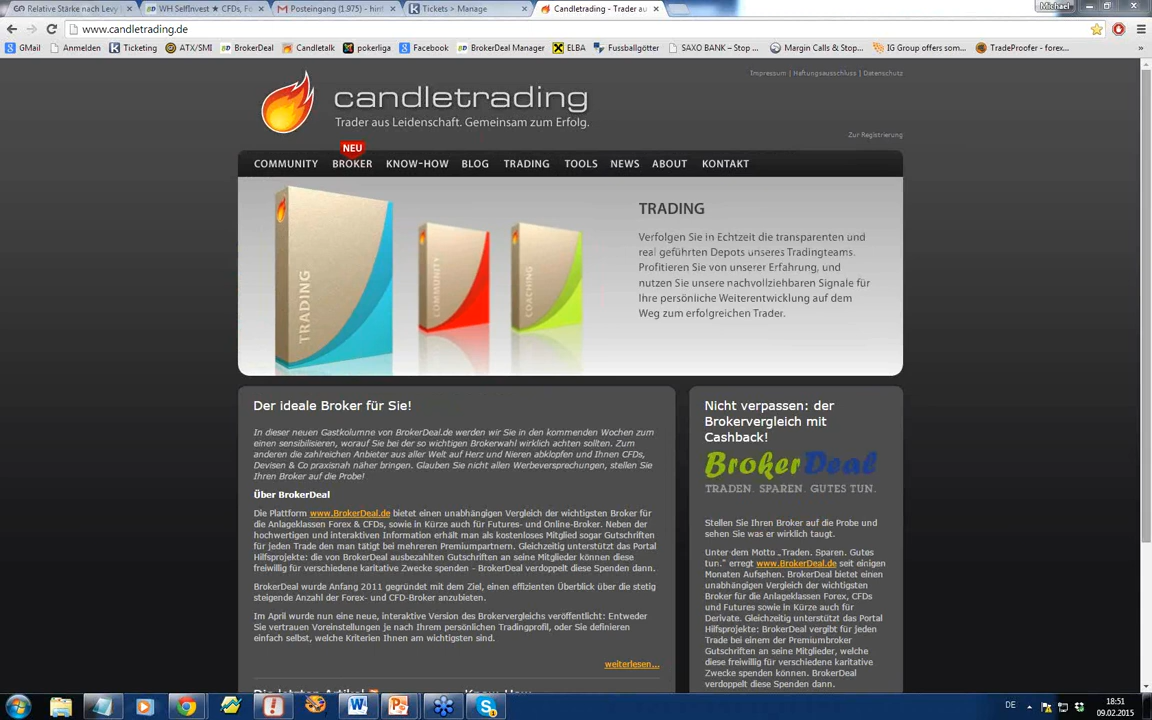 Relative Stärke nach Levy
WH SelfInvest ★ CFDs, F
Posteingang (1.975) - hin
Tickets > Manage
Candletrading - Trader au
Michael
www.candletrading.de
GMail
Anmelden
Ticketing
ATX/SMI
BrokerDeal
Candletalk
pokerliga
Facebook
BrokerDeal Manager
ELBA
Fussballgötter
SAXO BANK – Stop ...
Margin Calls & Stop...
IG Group offers som...
TradeProofer - forex...
»
Impressum | Haftungsausschluss | Datenschutz
candletrading
Trader aus Leidenschaft. Gemeinsam zum Erfolg.
Zur Registrierung
NEU
COMMUNITY BROKER KNOW-HOW BLOG TRADING TOOLS NEWS ABOUT KONTAKT
TRADING
COMMUNITY
COACHING
TRADING
Verfolgen Sie in Echtzeit die transparenten und
real geführten Depots unseres Tradingteams.
Profitieren Sie von unserer Erfahrung, und
nutzen Sie unsere nachvollziehbaren Signale für
Ihre persönliche Weiterentwicklung auf dem
Weg zum erfolgreichen Trader.
Der ideale Broker für Sie!
In dieser neuen Gastkolumne von BrokerDeal.de werden wir Sie in den kommenden Wochen zum
einen sensibilisieren, worauf Sie bei der so wichtigen Brokerwahl wirklich achten sollten. Zum
anderen die zahlreichen Anbieter aus aller Welt auf Herz und Nieren abklopfen und Ihnen CFDs,
Devisen & Co praxisnah näher bringen. Glauben Sie nicht allen Werbeversprechungen, stellen Sie
Ihren Broker auf die Probe!
Über BrokerDeal
Die Plattform www.BrokerDeal.de bietet einen unabhängigen Vergleich der wichtigsten Broker für
die Anlageklassen Forex & CFDs, sowie in Kürze auch für Futures- und Online-Broker. Neben der
hochwertigen und interaktiven Information erhält man als kostenloses Mitglied sogar Gutschriften
für jeden Trade den man tätigt bei mehreren Premiumpartnern. Gleichzeitig unterstützt das Portal
Hilfsprojekte: die von BrokerDeal ausbezahlten Gutschriften an seine Mitglieder können diese
freiwillig für verschiedene karitative Zwecke spenden - BrokerDeal verdoppelt diese Spenden dann.
BrokerDeal wurde Anfang 2011 gegründet mit dem Ziel, einen effizienten Überblick über die stetig
steigende Anzahl der Forex- und CFD-Broker anzubieten.
Im April wurde nun eine neue, interaktive Version des Brokervergleichs veröffentlicht: Entweder
Sie vertrauen Voreinstellungen je nach Ihrem persönlichen Tradingprofil, oder Sie definieren
einfach selbst, welche Kriterien Ihnen am wichtigsten sind.
weiterlesen...
Die letzten Artikel
Know-How
Nicht verpassen: der
Brokervergleich mit
Cashback!
BrokerDeal
TRADEN. SPAREN. GUTES TUN.
Stellen Sie Ihren Broker auf die Probe und
sehen Sie was er wirklich taugt.
Unter dem Motto „Traden. Sparen. Gutes
tun.“ erregt www.BrokerDeal.de seit einigen
Monaten Aufsehen. BrokerDeal bietet einen
unabhängigen Vergleich der wichtigsten
Broker für die Anlageklassen Forex, CFDs
und Futures sowie in Kürze auch für
Derivate. Gleichzeitig unterstützt das Portal
Hilfsprojekte: BrokerDeal vergibt für jeden
Trade bei einem der Premiumbroker
Gutschriften an seine Mitglieder, welche
diese freiwillig für verschiedene karitative
Zwecke spenden können. BrokerDeal
verdoppelt diese Spenden dann.
DE
18:51
09.02.2015